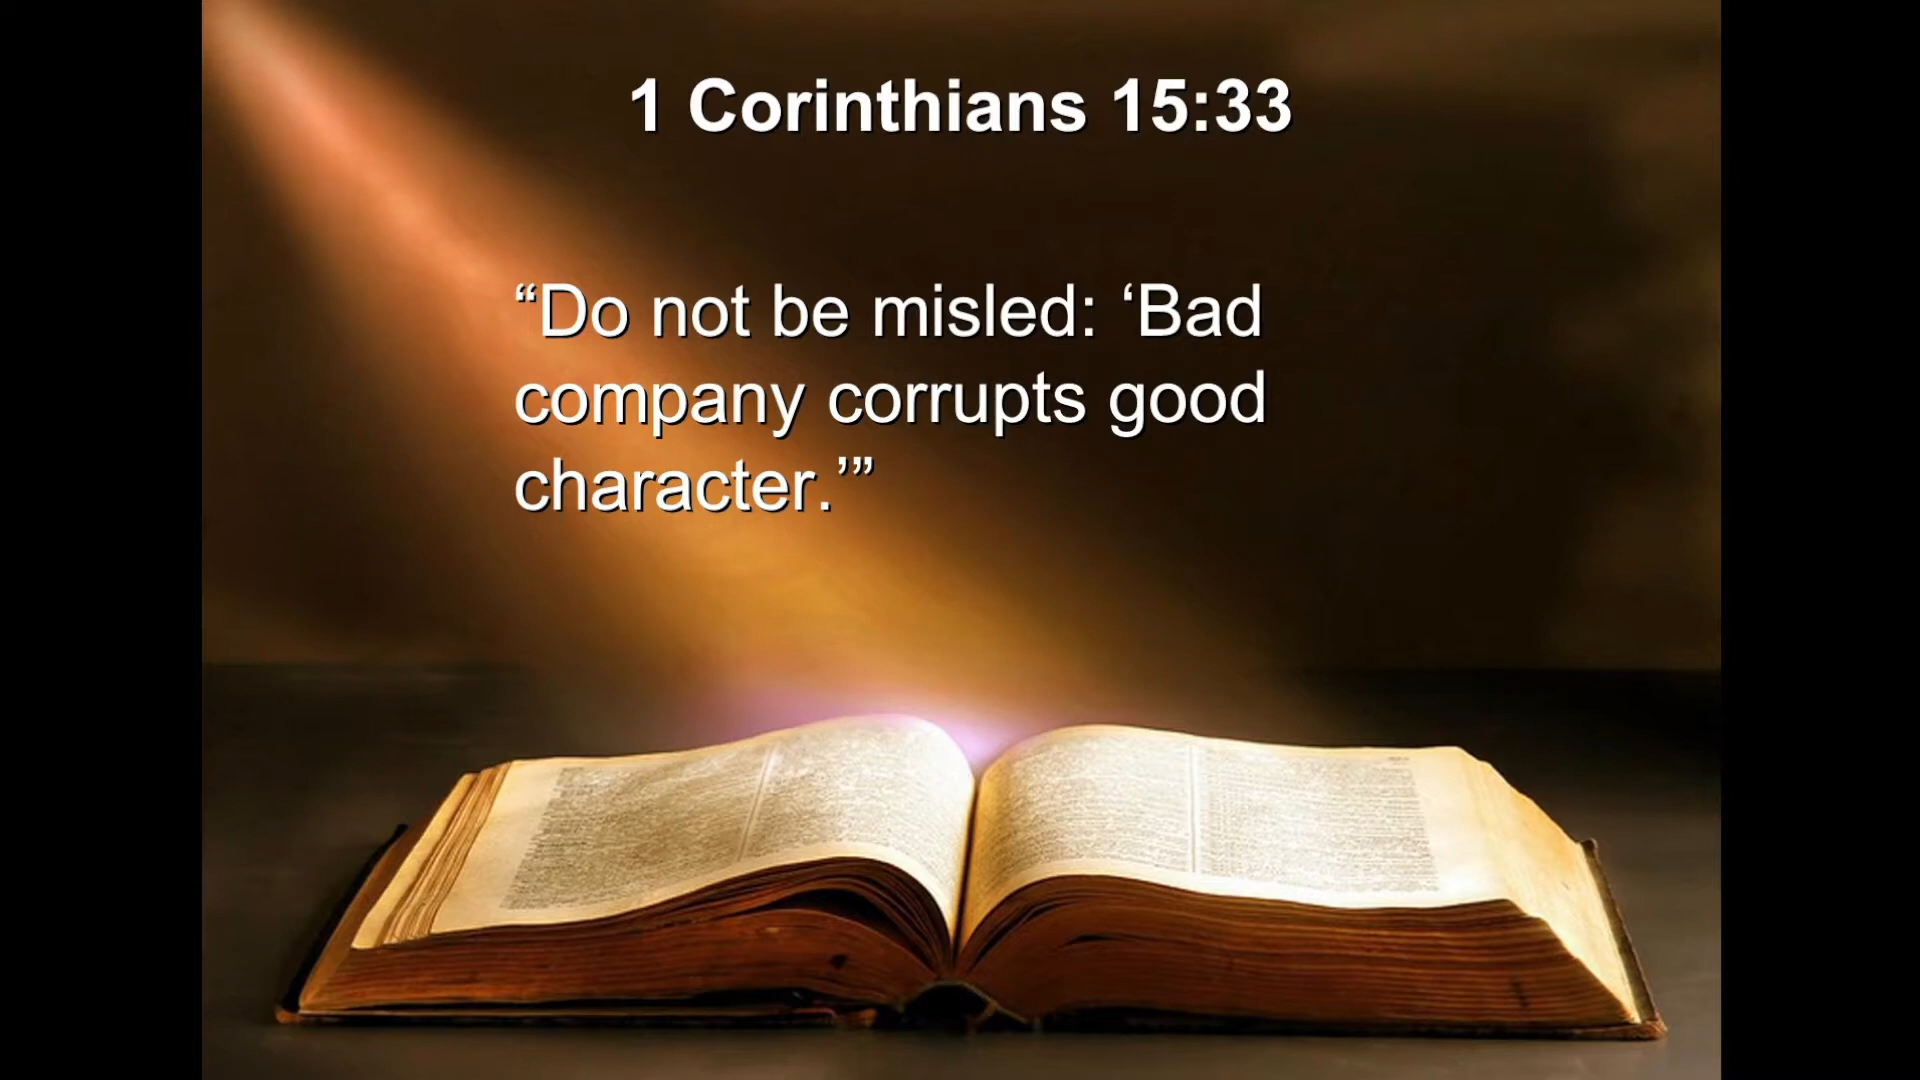 1 Corinthians 15:33
“Do not be misled: ‘Bad
company corrupts good
character.’”